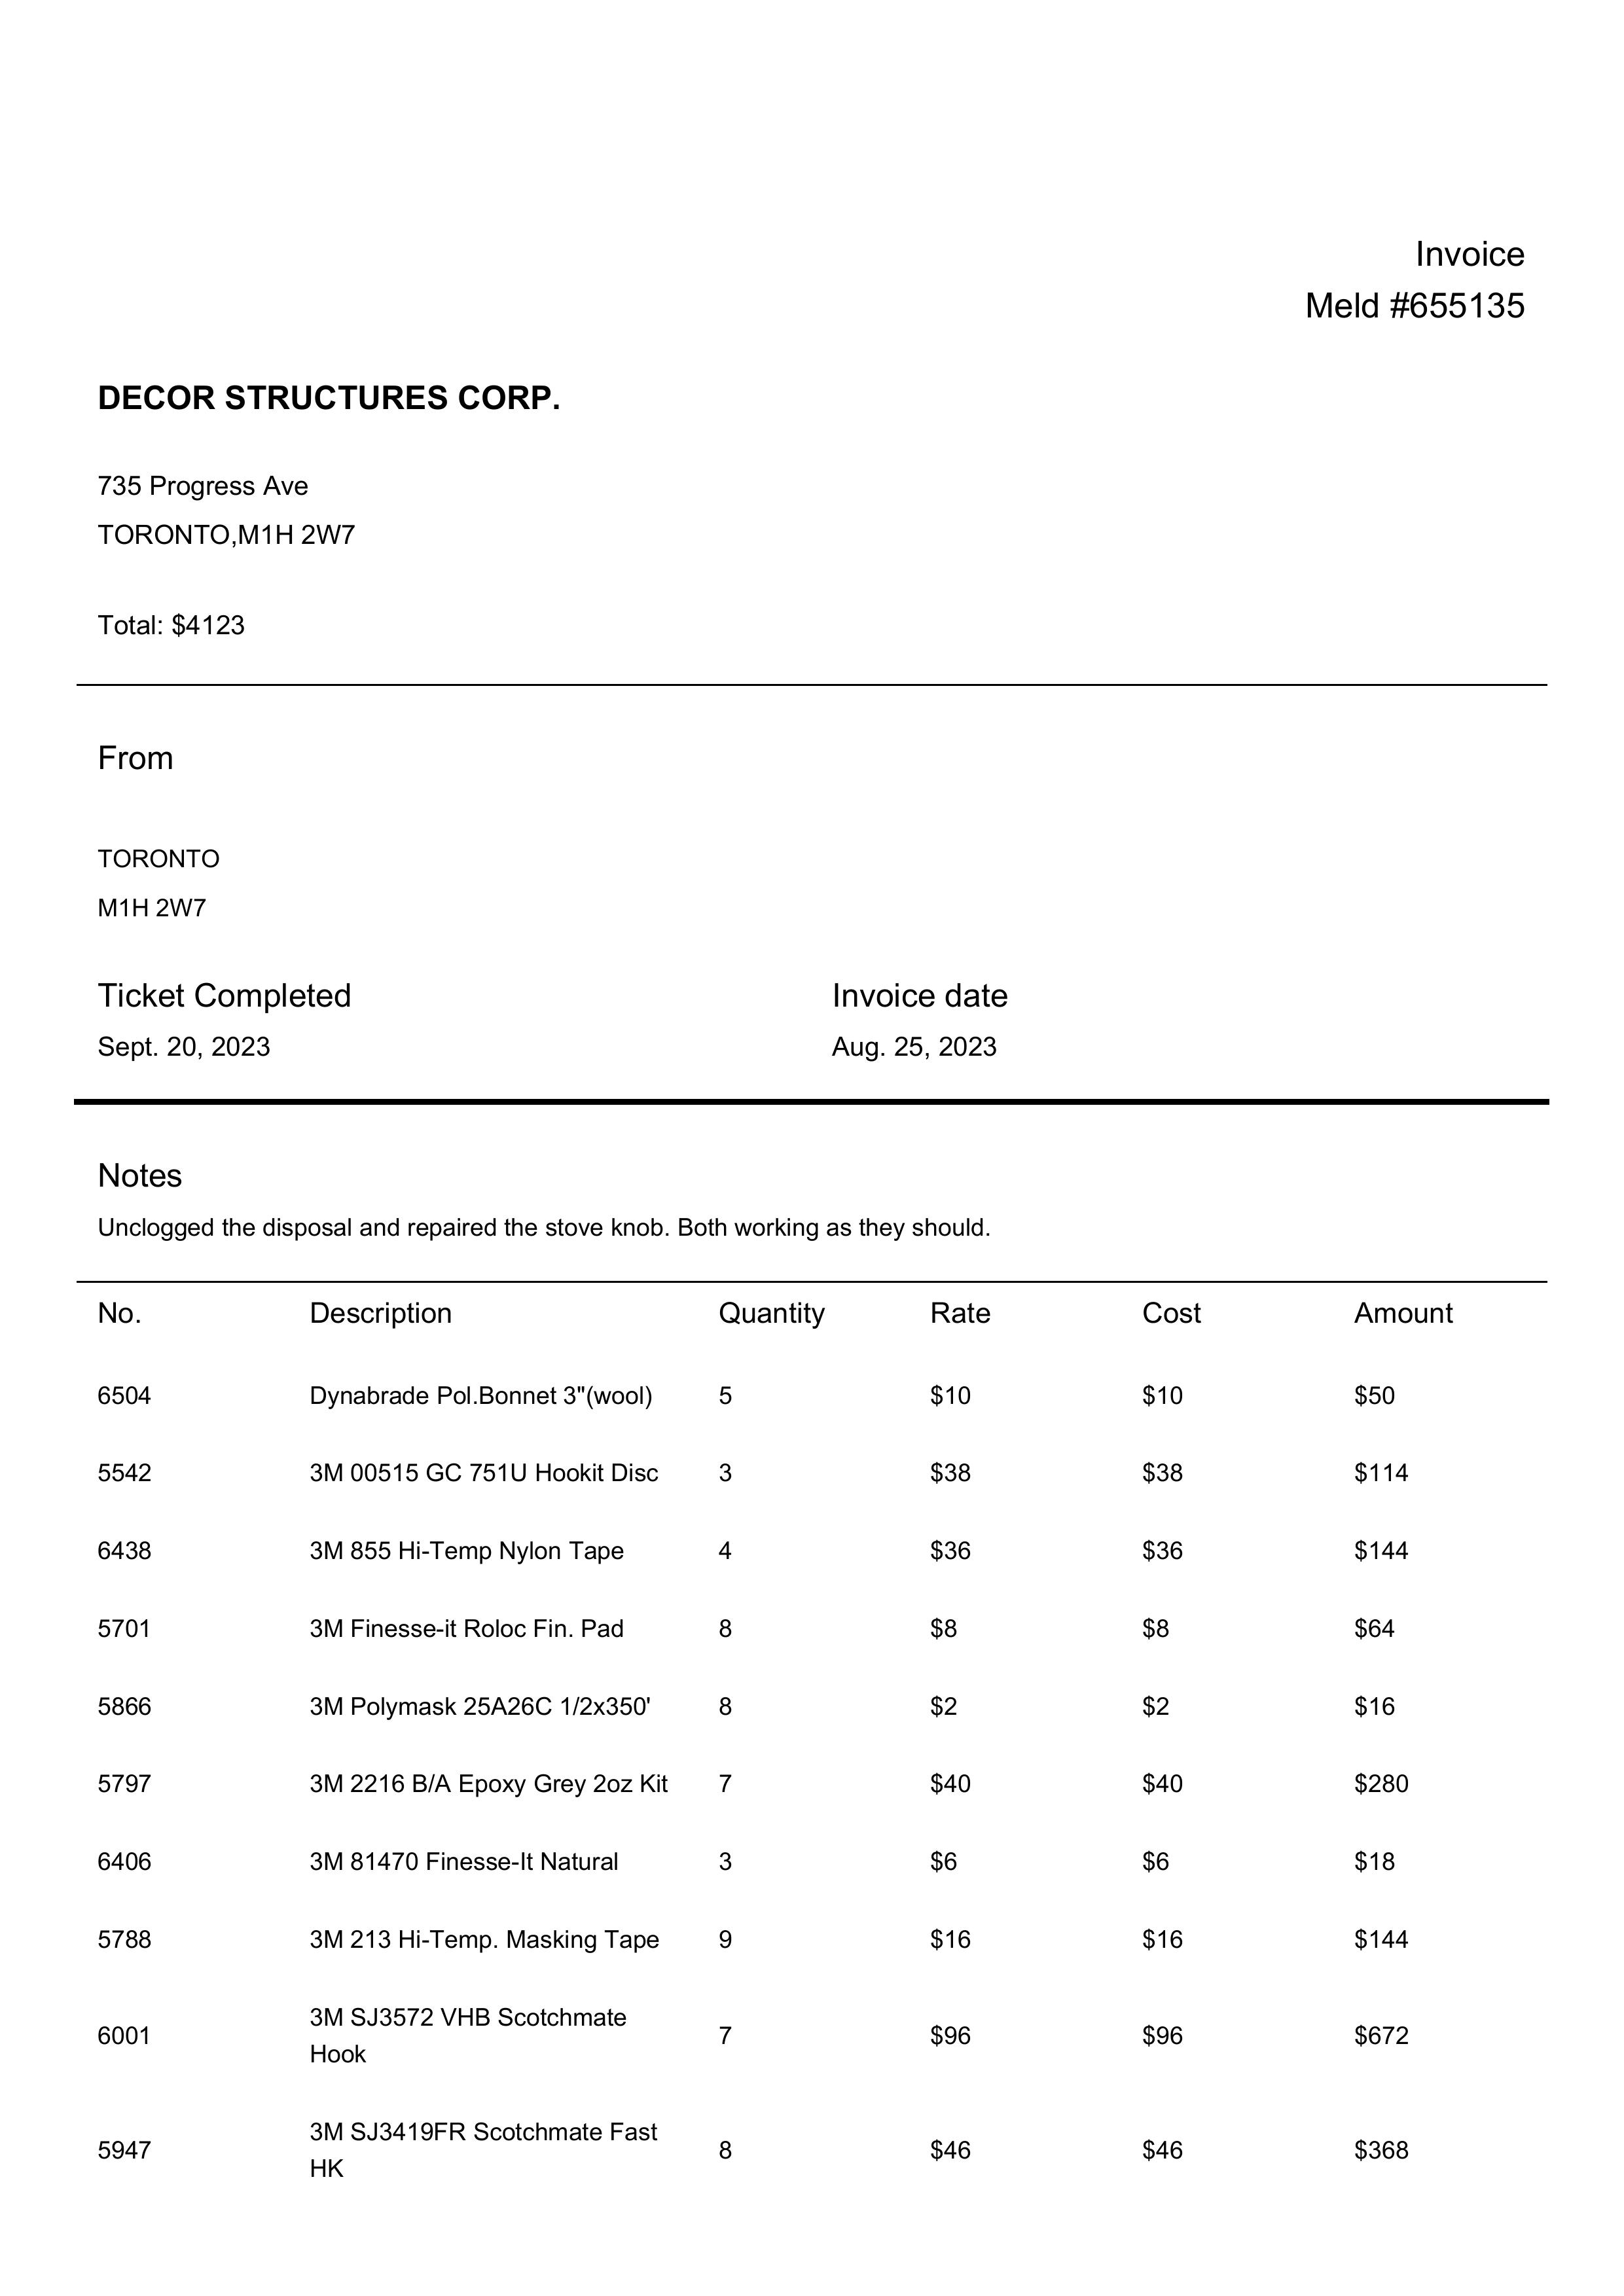 Invoice
Meld #655135
DECOR STRUCTURES CORP.
735 Progress Ave
TORONTO,M1H 2W7
Total: $4123
From
TORONTO
M1H 2W7
Ticket Completed Invoice date
Sept. 20, 2023 Aug. 25, 2023
Notes
Unclogged the disposal and repaired the stove knob. Both working as they should.
No. Description Quantity Rate Cost Amount
6504 Dynabrade Pol.Bonnet 3"(wool) 5 $10 $10 $50
5542 3M 00515 GC 751U Hookit Disc 3 $38 $38 $114
6438 3M 855 Hi-Temp Nylon Tape 4 $36 $36 $144
5701 3M Finesse-it Roloc Fin. Pad 8 $8 $8 $64
5866 3M Polymask 25A26C 1/2x350' 8 $2 $2 $16
5797 3M 2216 B/A Epoxy Grey 2oz Kit 7 $40 $40 $280
6406 3M 81470 Finesse-It Natural 3 $6 $6 $18
5788 3M 213 Hi-Temp. Masking Tape 9 $16 $16 $144
6001 3M SJ3572 VHB Scotchmate 7 $96 $96 $672
Hook
5947 3M SJ3419FR Scotchmate Fast 8 $46 $46 $368
HK